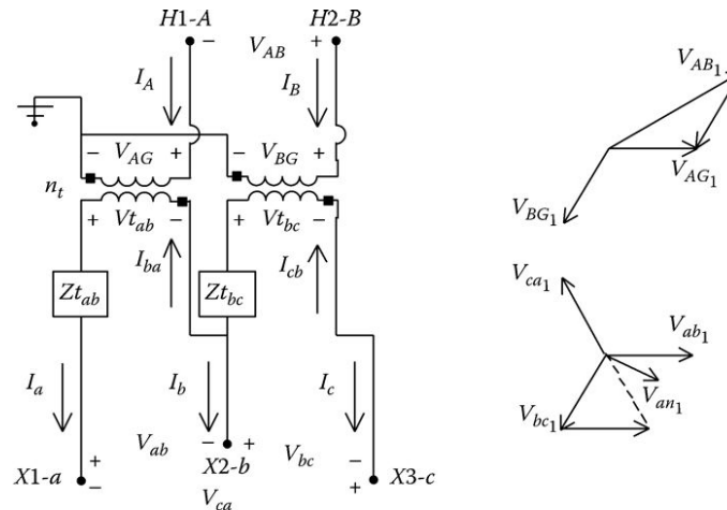 H1-A H2-B
− V_AB +
I_A I_B
V_AB₁
− V_AG + − V_BG +
V_AG₁
n_t
V_BG₁
+ Vt_ab − + Vt_bc −
I_ba I_cb
V_ca₁
Zt_ab Zt_bc
V_ab₁
I_a I_b I_c
V_an₁
V_bc₁
V_ab − + V_bc −
+ X2-b
X1-a − V_ca + X3-c